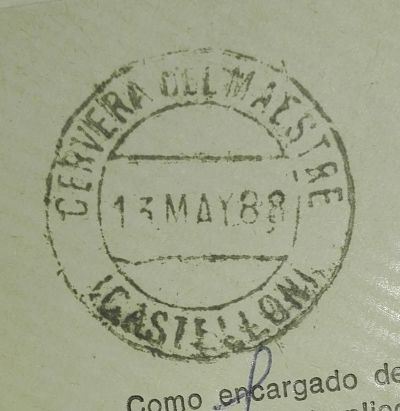 CERVERA DEL MAESTRE
13 MAY.88
(CASTELLON)
Como encargado de